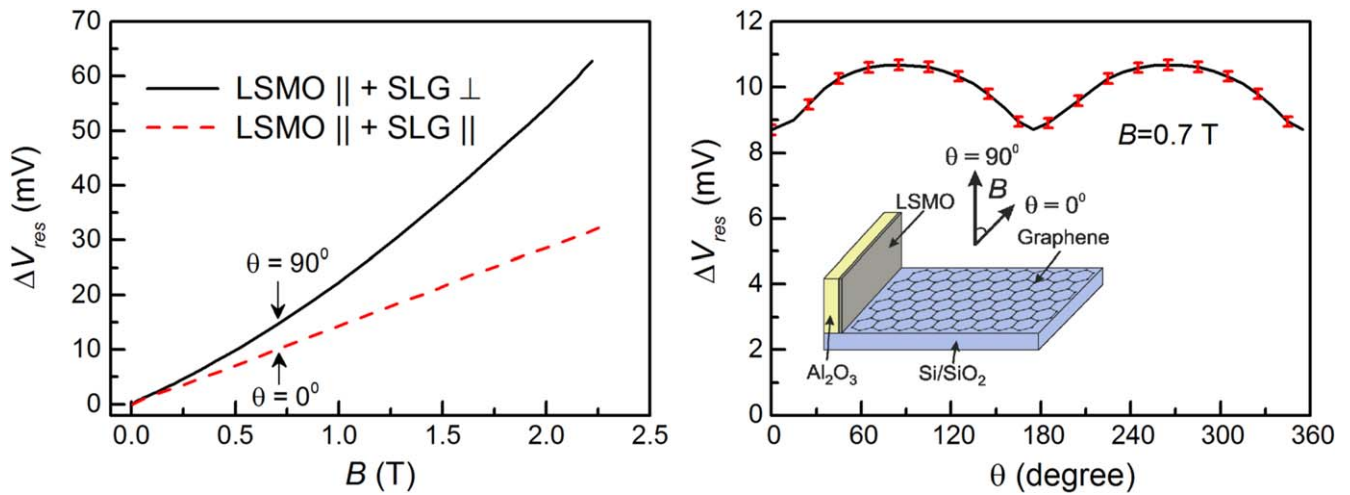 70
60
50
40
30
20
10
0
ΔV_res (mV)
LSMO || + SLG ⊥
LSMO || + SLG ||
θ = 90⁰
θ = 0⁰
0.0 0.5 1.0 1.5 2.0 2.5
B (T)
12
10
8
6
4
2
0
ΔV_res (mV)
B=0.7 T
θ = 90⁰
B
θ = 0⁰
LSMO
Graphene
Al₂O₃
Si/SiO₂
0 60 120 180 240 300 360
θ (degree)